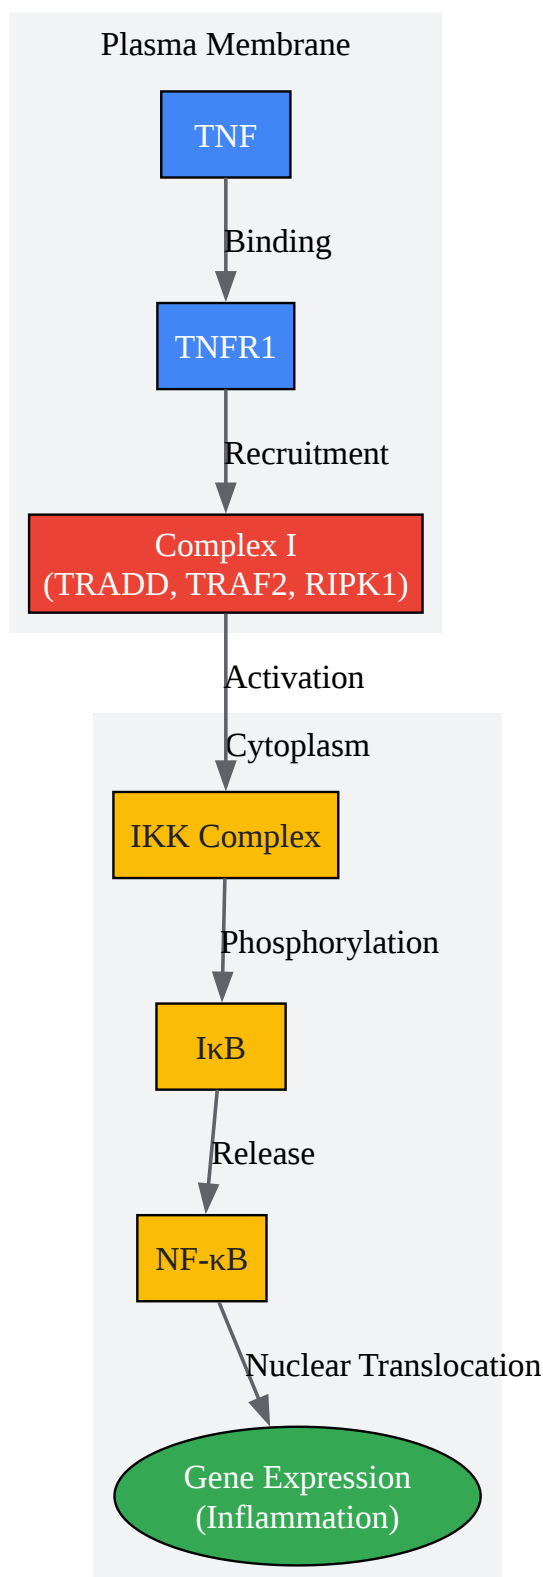 Plasma Membrane
TNF
Binding
TNFR1
Recruitment
Complex I
(TRADD, TRAF2, RIPK1)
Activation
Cytoplasm
IKK Complex
Phosphorylation
IκB
Release
NF-κB
Nuclear Translocation
Gene Expression
(Inflammation)